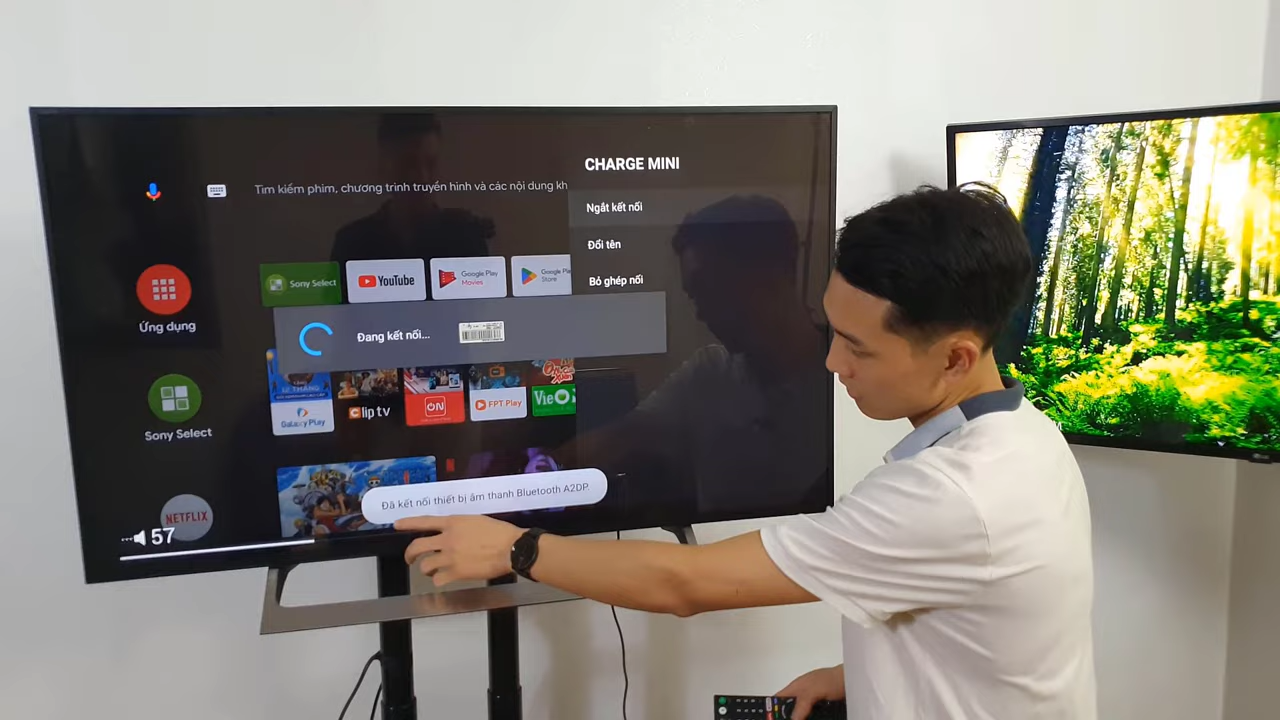 CHARGE MINI
Tìm kiếm phim, chương trình truyền hình và các nội dung kh
Ngắt kết nối
Đổi tên
Bỏ ghép nối
Sony Select
YouTube
Google Play
Movies
Google Play
Store
Ứng dụng
Đang kết nối...
Galaxy Play
Clip tv
ON
FPT Play
VieO
Sony Select
Đã kết nối thiết bị âm thanh Bluetooth A2DP.
NETFLIX
57